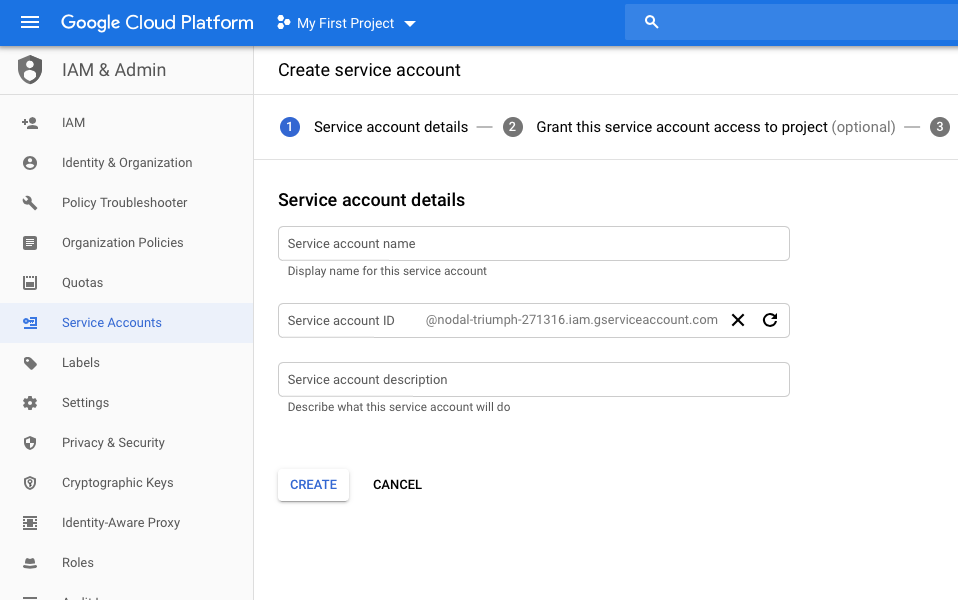 Google Cloud Platform My First Project
IAM & Admin
Create service account
1 Service account details — 2 Grant this service account access to project (optional) — 3
IAM
Identity & Organization
Policy Troubleshooter
Organization Policies
Quotas
Service Accounts
Labels
Settings
Privacy & Security
Cryptographic Keys
Identity-Aware Proxy
Roles
Service account details
Service account name
Display name for this service account
Service account ID @nodal-triumph-271316.iam.gserviceaccount.com
Service account description
Describe what this service account will do
CREATE CANCEL